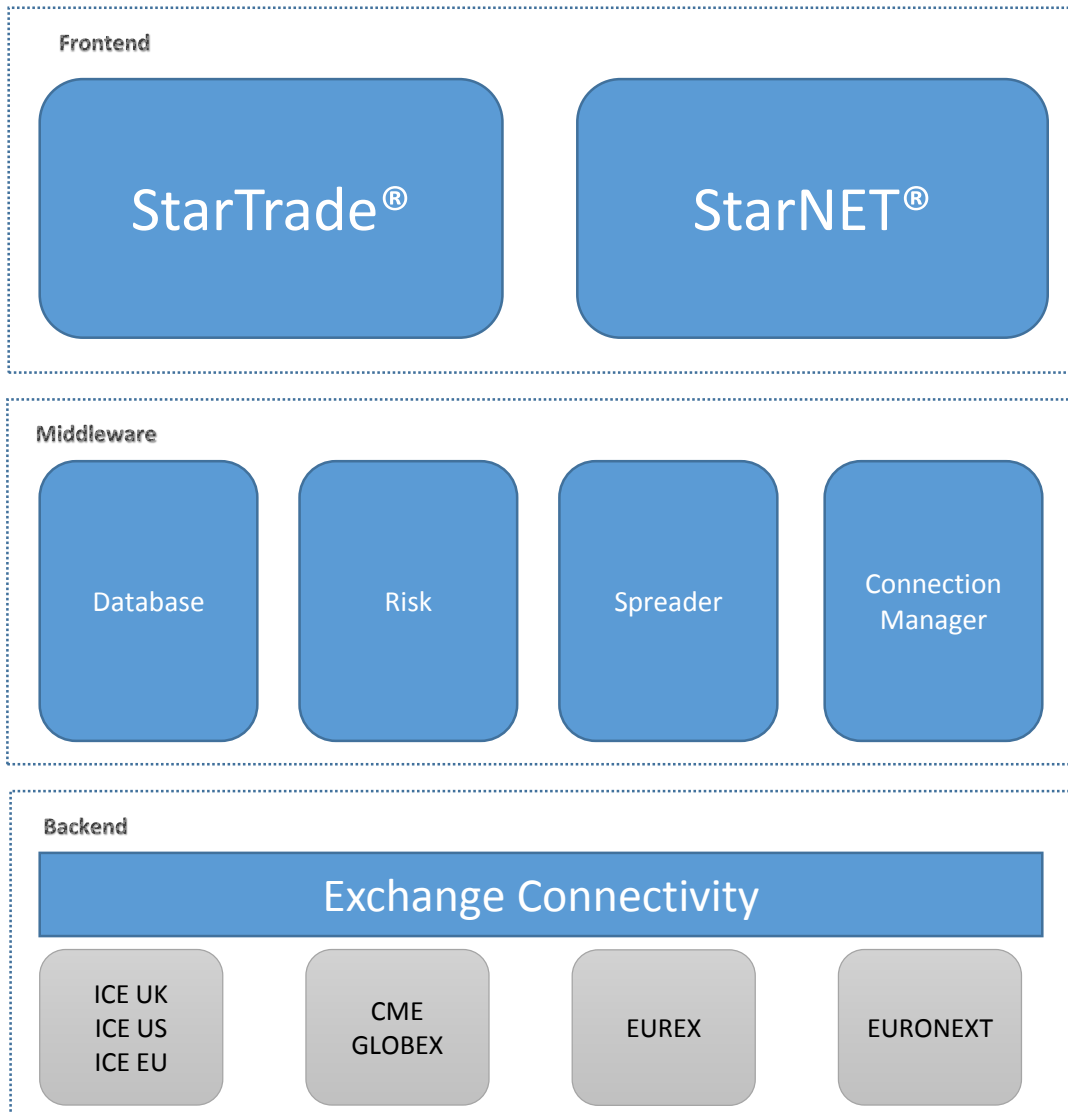 Frontend
StarTrade®
StarNET®
Middleware
Database
Risk
Spreader
Connection
Manager
Backend
Exchange Connectivity
ICE UK
ICE US
ICE EU
CME
GLOBEX
EUREX
EURONEXT